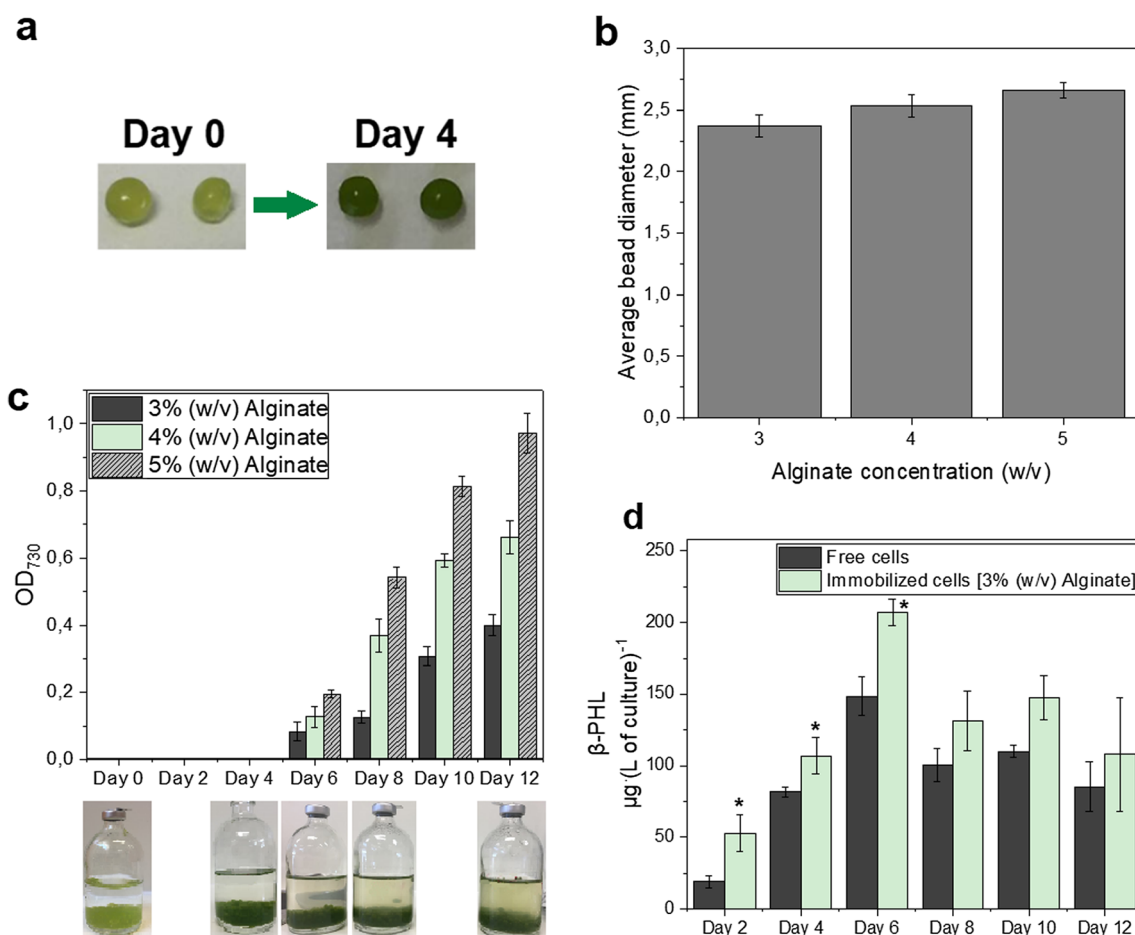 a
Day 0
Day 4
b
3,0
2,5
2,0
1,5
1,0
0,5
0,0
Average bead diameter (mm)
3 4 5
Alginate concentration (w/v)
c
3% (w/v) Alginate
4% (w/v) Alginate
5% (w/v) Alginate
1,0
0,8
0,6
0,4
0,2
0,0
OD730
Day 0 Day 2 Day 4 Day 6 Day 8 Day 10 Day 12
d
Free cells
Immobilized cells [3% (w/v) Alginate]
250
200
150
100
50
0
β-PHL
µg·(L of culture)⁻¹
* * *
Day 2 Day 4 Day 6 Day 8 Day 10 Day 12